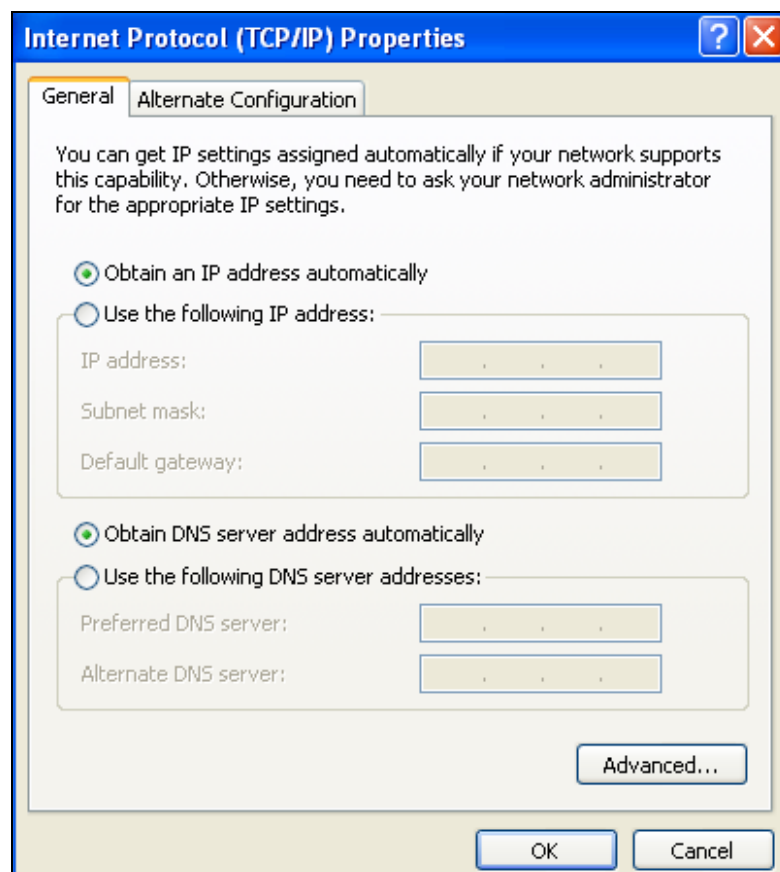 Internet Protocol (TCP/IP) Properties
General
Alternate Configuration
You can get IP settings assigned automatically if your network supports
this capability. Otherwise, you need to ask your network administrator
for the appropriate IP settings.
Obtain an IP address automatically
Use the following IP address:
IP address:
Subnet mask:
Default gateway:
Obtain DNS server address automatically
Use the following DNS server addresses:
Preferred DNS server:
Alternate DNS server:
Advanced...
OK
Cancel